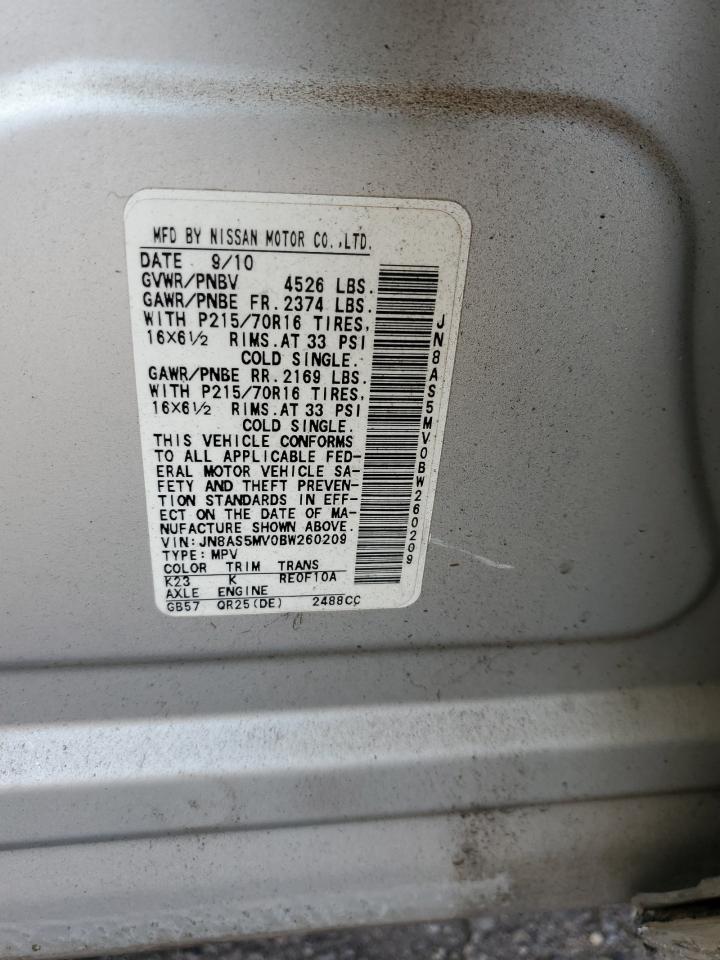 MFD BY NISSAN MOTOR CO.,LTD.
DATE 9/10
GVWR/PNBV 4526 LBS.
GAWR/PNBE FR. 2374 LBS.
WITH P215/70R16 TIRES,
16X6½ RIMS.AT 33 PSI
COLD SINGLE.
GAWR/PNBE RR. 2169 LBS.
WITH P215/70R16 TIRES,
16X6½ RIMS.AT 33 PSI
COLD SINGLE.
THIS VEHICLE CONFORMS
TO ALL APPLICABLE FED-
ERAL MOTOR VEHICLE SA-
FETY AND THEFT PREVEN-
TION STANDARDS IN EFF-
ECT ON THE DATE OF MA-
NUFACTURE SHOWN ABOVE.
VIN: JN8AS5MV0BW260209
TYPE: MPV
COLOR TRIM TRANS
K23 K RE0F10A
AXLE ENGINE
GB57 QR25(DE) 2488CC
JN8AS5MV0BW260209